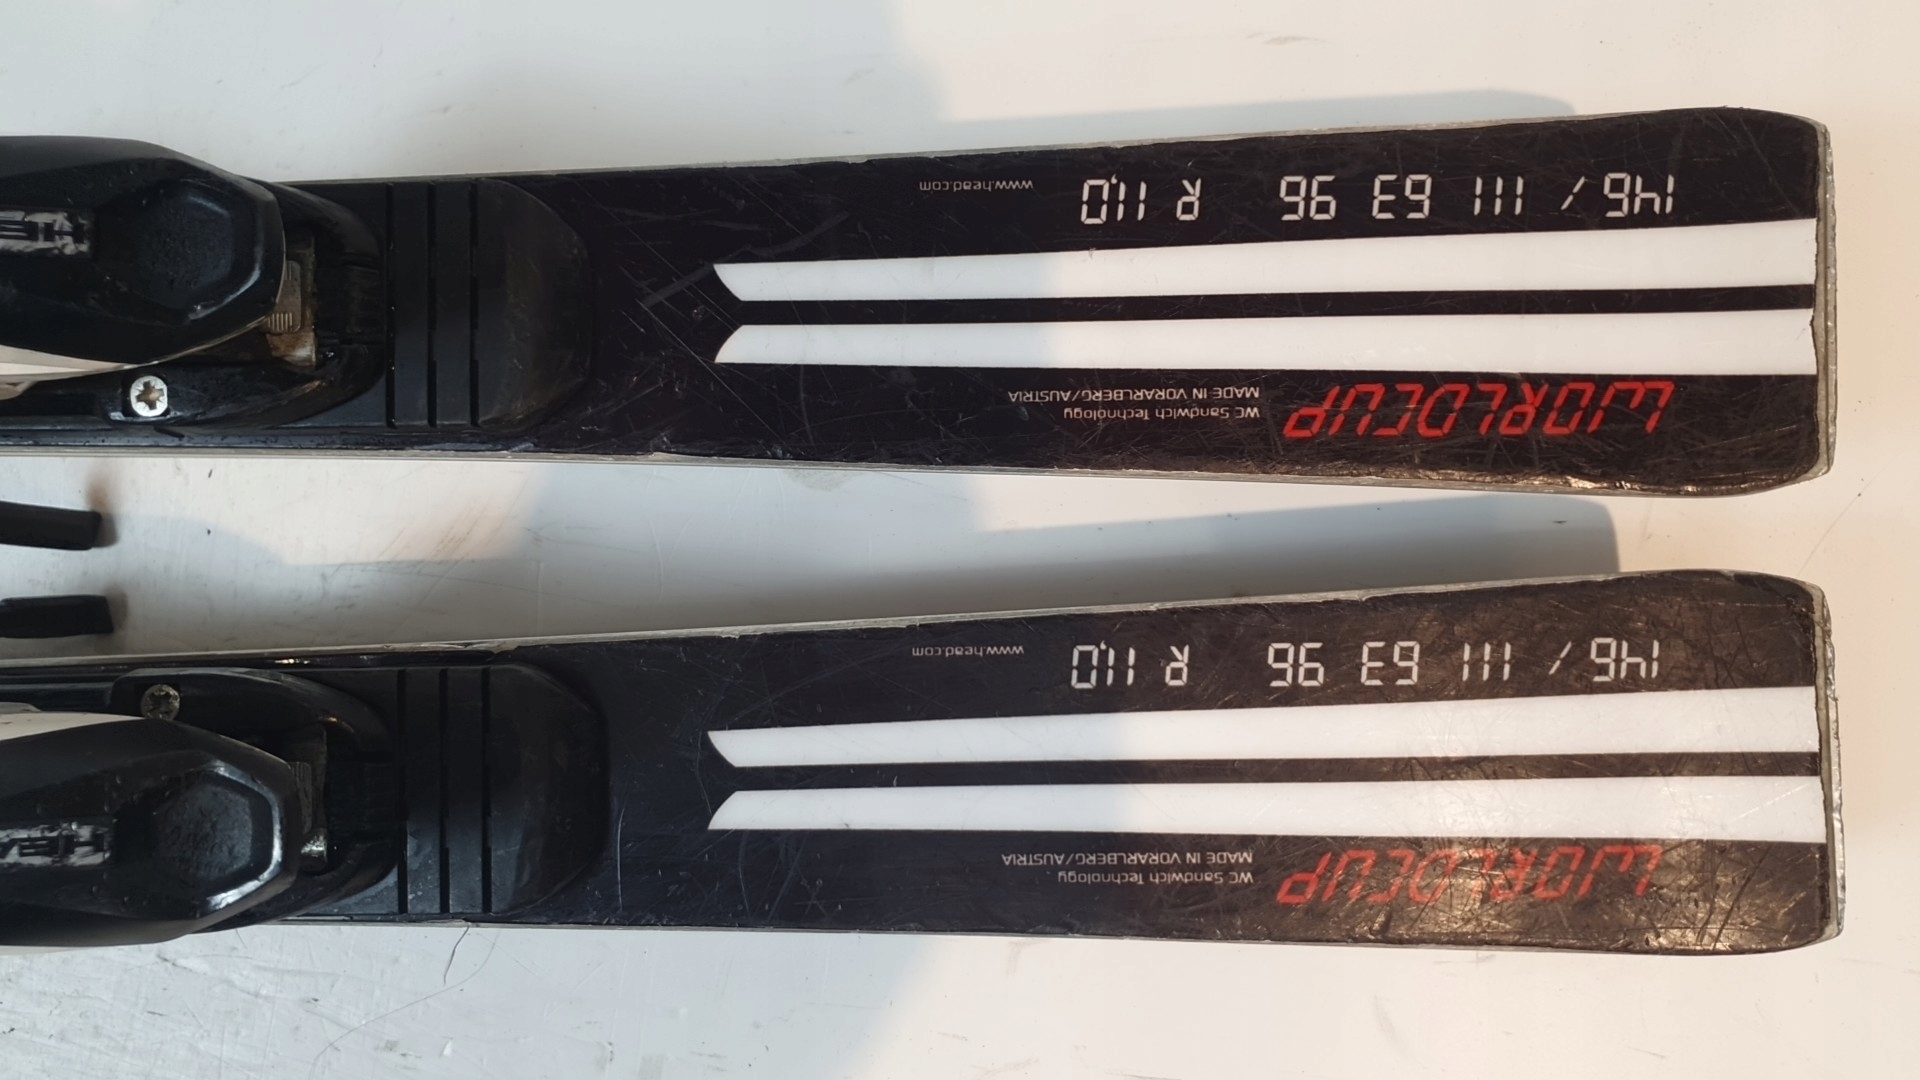 WORLDCUP
WC Sandwich Technology
MADE IN VORARLBERG/AUSTRIA
146 / 111 63 96 R 11,0
www.head.com
WORLDCUP
WC Sandwich Technology
MADE IN VORARLBERG/AUSTRIA
146 / 111 63 96 R 11,0
www.head.com